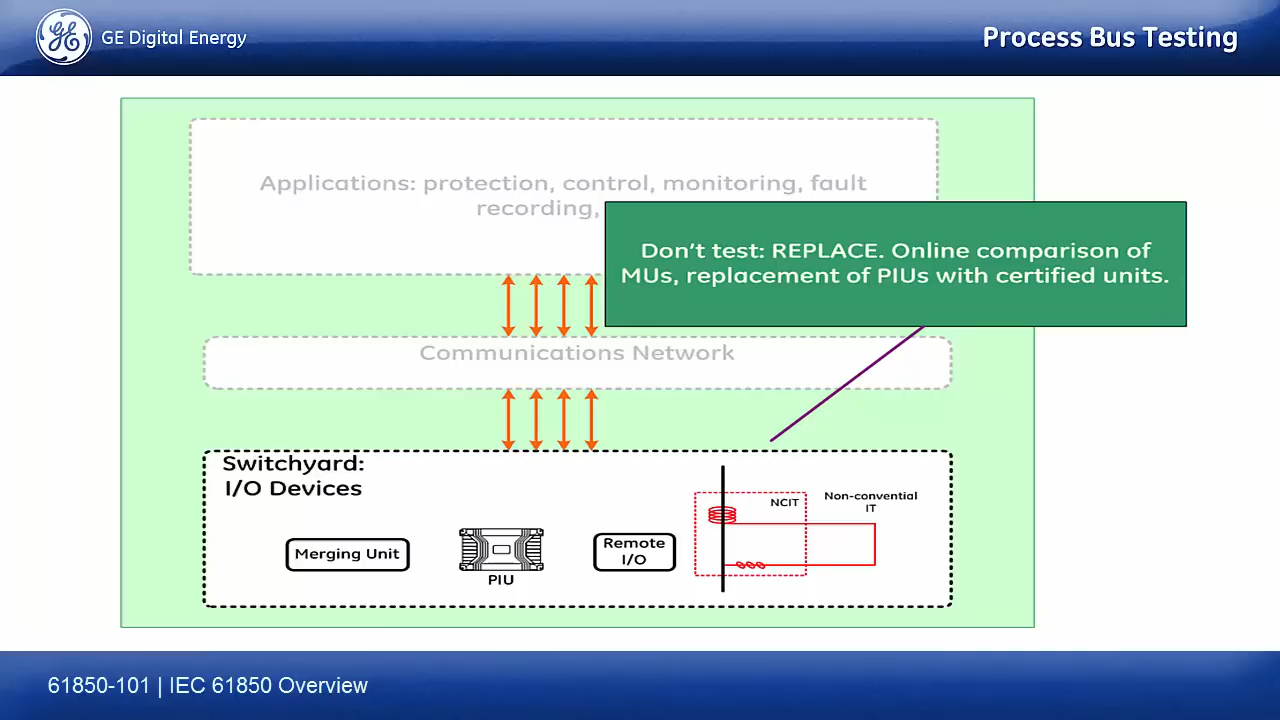 GE Digital Energy
Process Bus Testing
Applications: protection, control, monitoring, fault
recording,
Don't test: REPLACE. Online comparison of
MUs, replacement of PIUs with certified units.
Communications Network
Switchyard:
I/O Devices
Merging Unit
PIU
Remote
I/O
NCIT
Non-convential
IT
61850-101 | IEC 61850 Overview